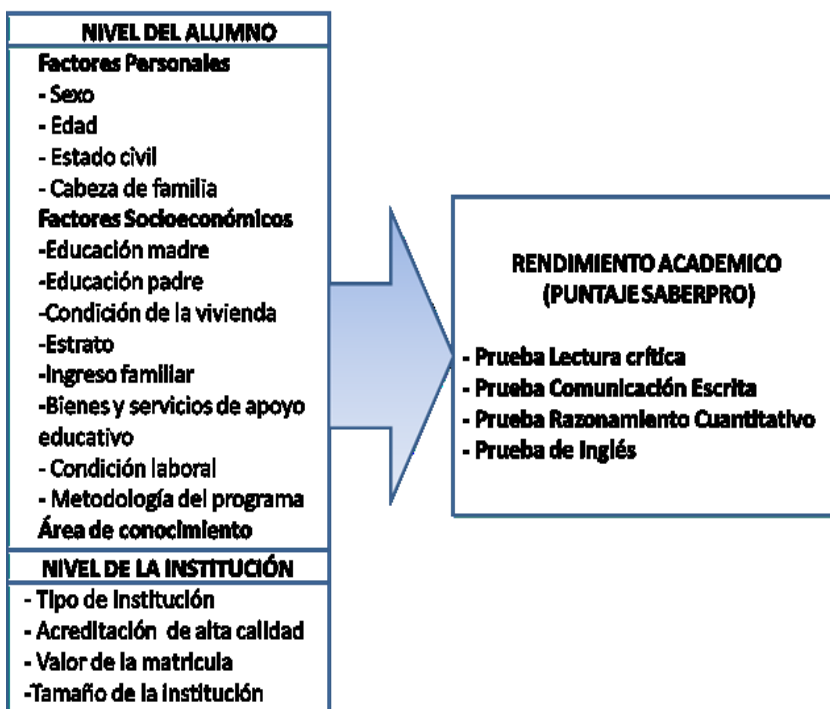 NIVEL DEL ALUMNO
Factores Personales
- Sexo
- Edad
- Estado civil
- Cabeza de familia
Factores Socioeconómicos
-Educación madre
-Educación padre
-Condición de la vivienda
-Estrato
-Ingreso familiar
-Bienes y servicios de apoyo
educativo
- Condición laboral
- Metodología del programa
Área de conocimiento
NIVEL DE LA INSTITUCIÓN
- Tipo de institución
- Acreditación de alta calidad
- Valor de la matricula
-Tamaño de la institución
RENDIMIENTO ACADEMICO
(PUNTAJE SABERPRO)
- Prueba Lectura crítica
- Prueba Comunicación Escrita
- Prueba Razonamiento Cuantitativo
- Prueba de Inglés